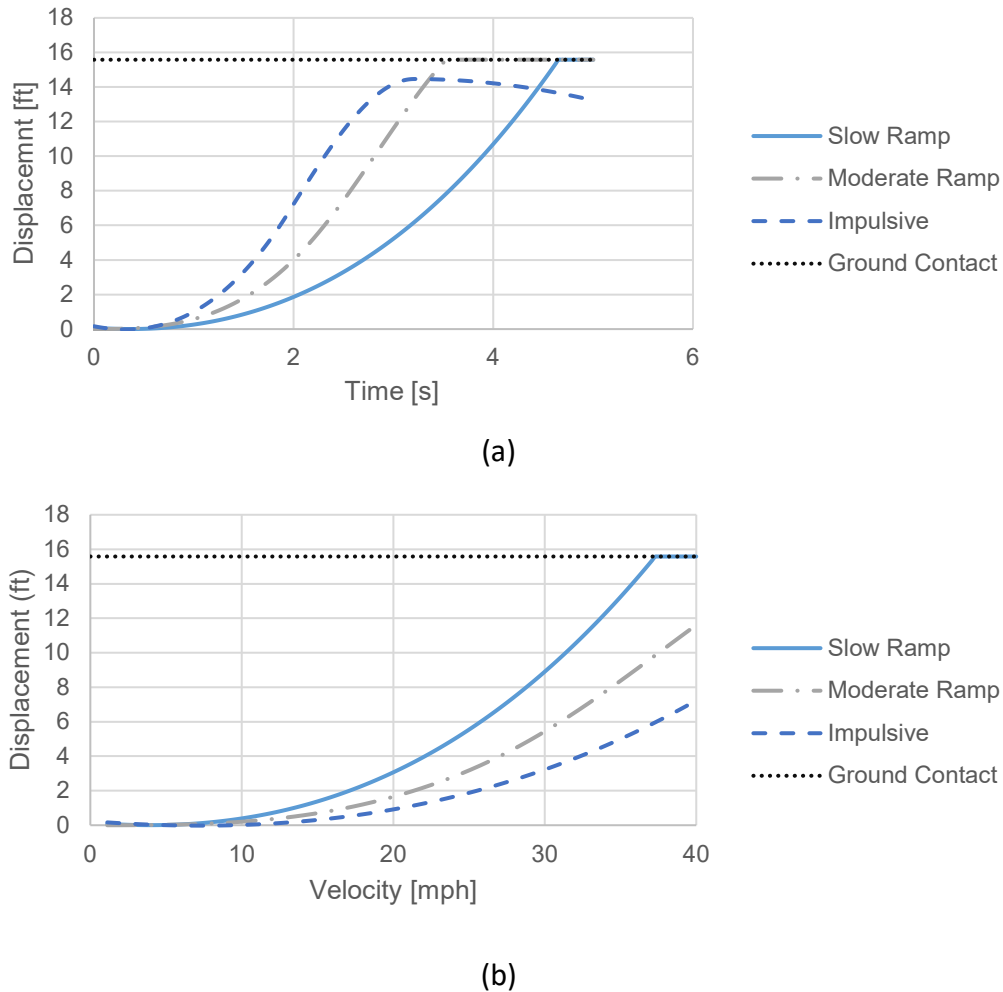 18
16
14
12
10
8
6
4
2
0
Displacemnt [ft]
0 2 4 6
Time [s]
Slow Ramp
Moderate Ramp
Impulsive
Ground Contact
(a)
18
16
14
12
10
8
6
4
2
0
Displacement (ft)
0 10 20 30 40
Velocity [mph]
Slow Ramp
Moderate Ramp
Impulsive
Ground Contact
(b)